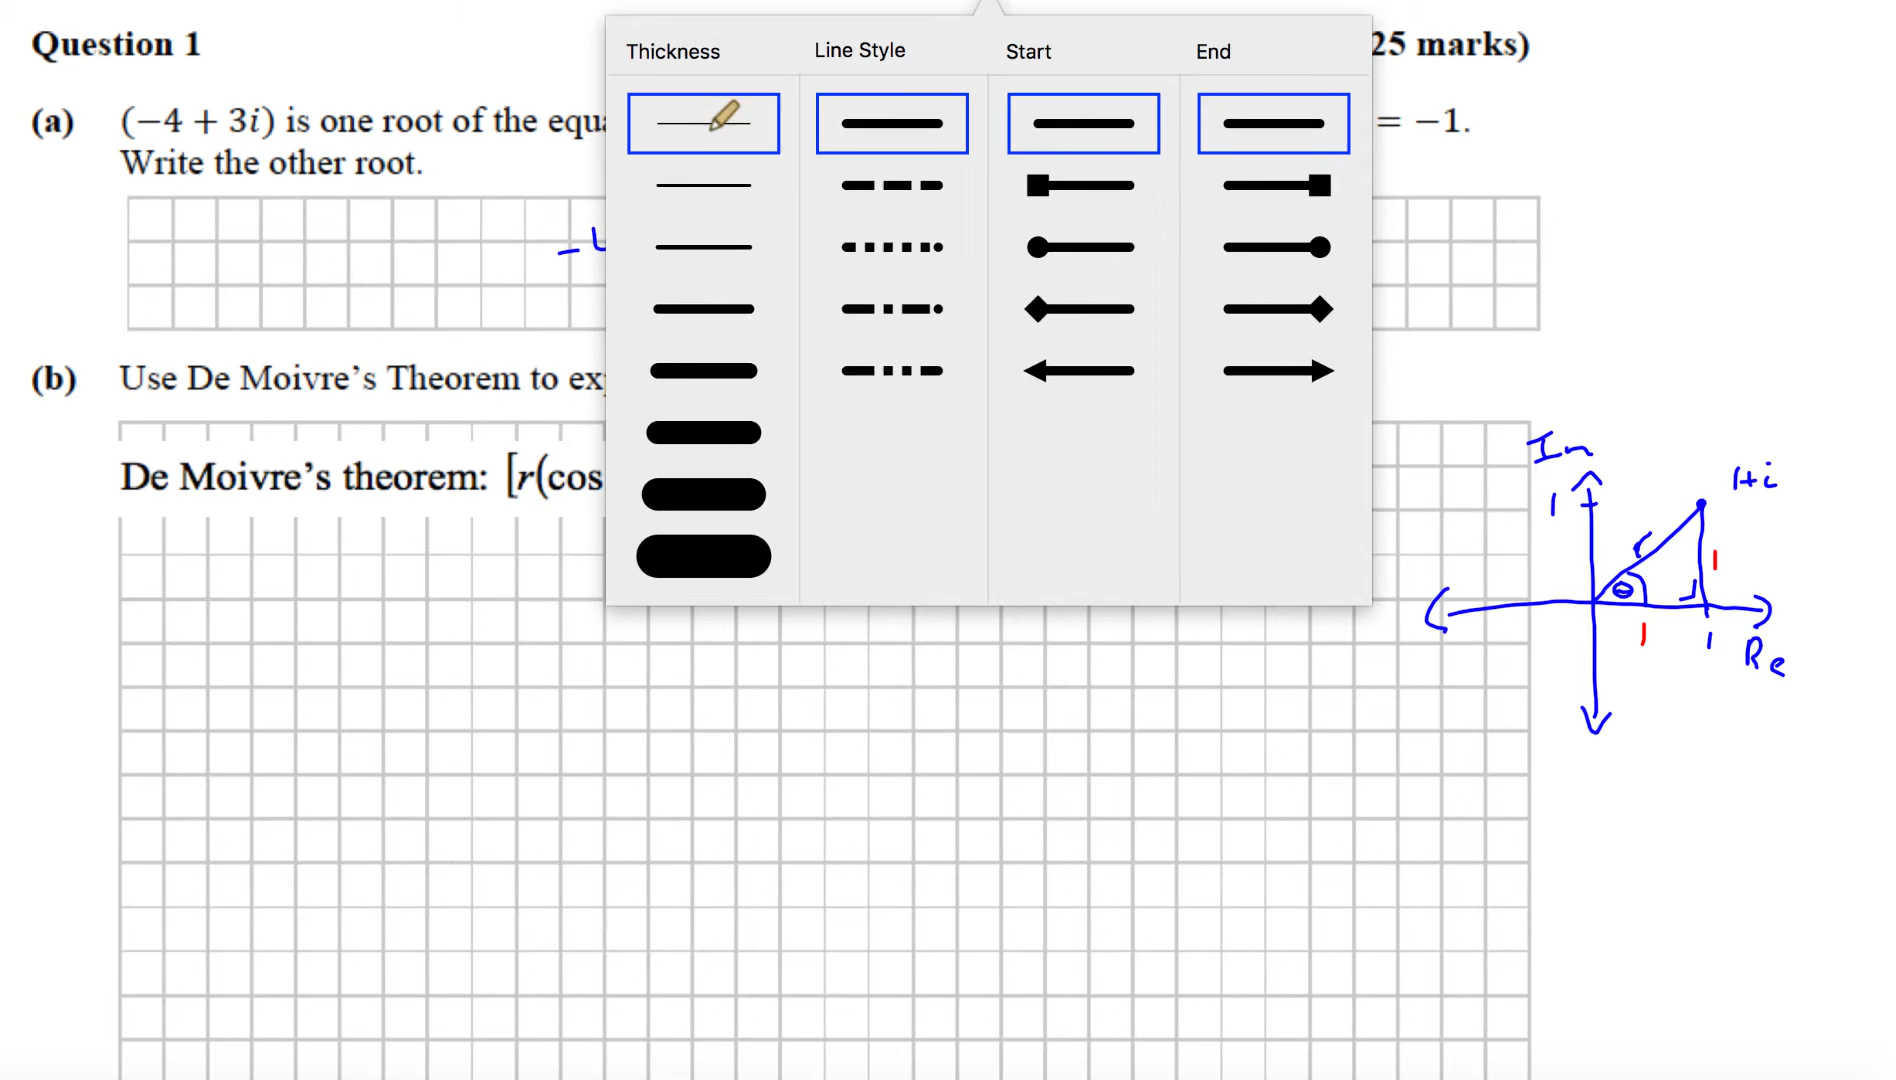 Question 1
25 marks)
Thickness
Line Style
Start
End
(a) (−4 + 3i) is one root of the equa
= −1.
Write the other root.
−4
(b) Use De Moivre's Theorem to ex
De Moivre's theorem: [r(cos
Im
1+i
1
r
1
θ
1
1
Re